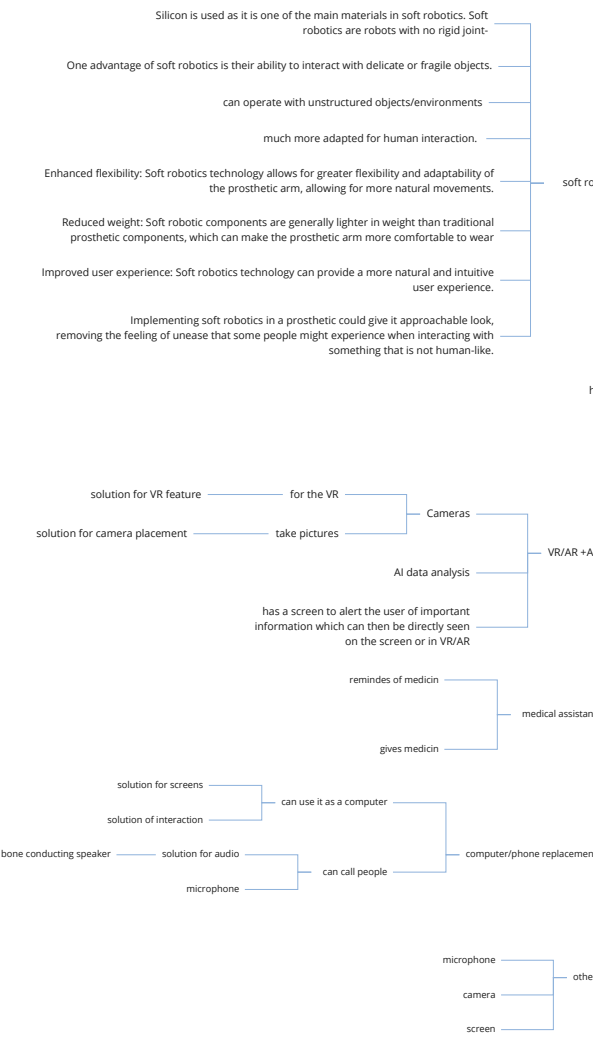 Silicon is used as it is one of the main materials in soft robotics. Soft
robotics are robots with no rigid joint-
One advantage of soft robotics is their ability to interact with delicate or fragile objects.
can operate with unstructured objects/environments
much more adapted for human interaction.
Enhanced flexibility: Soft robotics technology allows for greater flexibility and adaptability of
the prosthetic arm, allowing for more natural movements.
soft ro
Reduced weight: Soft robotic components are generally lighter in weight than traditional
prosthetic components, which can make the prosthetic arm more comfortable to wear
Improved user experience: Soft robotics technology can provide a more natural and intuitive
user experience.
Implementing soft robotics in a prosthetic could give it approachable look,
removing the feeling of unease that some people might experience when interacting with
something that is not human-like.
h
solution for VR feature
for the VR
Cameras
solution for camera placement
take pictures
VR/AR +A
AI data analysis
has a screen to alert the user of important
information which can then be directly seen
on the screen or in VR/AR
remindes of medicin
medical assistan
gives medicin
solution for screens
can use it as a computer
solution of interaction
bone conducting speaker
solution for audio
computer/phone replacemen
can call people
microphone
microphone
othe
camera
screen